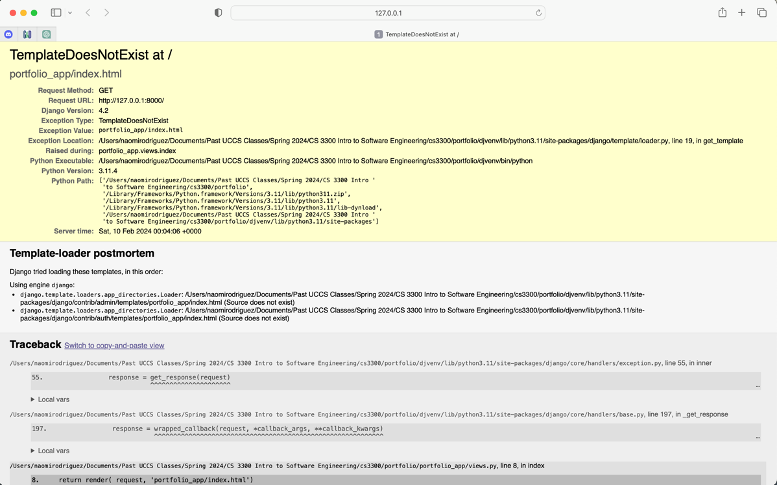 127.0.0.1
1 TemplateDoesNotExist at /
TemplateDoesNotExist at /
portfolio_app/index.html
Request Method: GET
Request URL: http://127.0.0.1:8000/
Django Version: 4.2
Exception Type: TemplateDoesNotExist
Exception Value: portfolio_app/index.html
Exception Location: /Users/naomirodriguez/Documents/Past UCCS Classes/Spring 2024/CS 3300 Intro to Software Engineering/cs3300/portfolio/djvenv/lib/python3.11/site-packages/django/template/loader.py, line 19, in get_template
Raised during: portfolio_app.views.index
Python Executable: /Users/naomirodriguez/Documents/Past UCCS Classes/Spring 2024/CS 3300 Intro to Software Engineering/cs3300/portfolio/djvenv/bin/python
Python Version: 3.11.4
Python Path: ['/Users/naomirodriguez/Documents/Past UCCS Classes/Spring 2024/CS 3300 Intro '
'to Software Engineering/cs3300/portfolio',
'/Library/Frameworks/Python.framework/Versions/3.11/lib/python311.zip',
'/Library/Frameworks/Python.framework/Versions/3.11/lib/python3.11',
'/Library/Frameworks/Python.framework/Versions/3.11/lib/python3.11/lib-dynload',
'/Users/naomirodriguez/Documents/Past UCCS Classes/Spring 2024/CS 3300 Intro '
'to Software Engineering/cs3300/portfolio/djvenv/lib/python3.11/site-packages']
Server time: Sat, 10 Feb 2024 00:04:06 +0000
Template-loader postmortem
Django tried loading these templates, in this order:
Using engine django:
• django.template.loaders.app_directories.Loader: /Users/naomirodriguez/Documents/Past UCCS Classes/Spring 2024/CS 3300 Intro to Software Engineering/cs3300/portfolio/djvenv/lib/python3.11/site-
packages/django/contrib/admin/templates/portfolio_app/index.html (Source does not exist)
• django.template.loaders.app_directories.Loader: /Users/naomirodriguez/Documents/Past UCCS Classes/Spring 2024/CS 3300 Intro to Software Engineering/cs3300/portfolio/djvenv/lib/python3.11/site-
packages/django/contrib/auth/templates/portfolio_app/index.html (Source does not exist)
Traceback Switch to copy-and-paste view
/Users/naomirodriguez/Documents/Past UCCS Classes/Spring 2024/CS 3300 Intro to Software Engineering/cs3300/portfolio/djvenv/lib/python3.11/site-packages/django/core/handlers/exception.py, line 55, in inner
55. response = get_response(request)
^^^^^^^^^^^^^^^^^^^^^
…
▶ Local vars
/Users/naomirodriguez/Documents/Past UCCS Classes/Spring 2024/CS 3300 Intro to Software Engineering/cs3300/portfolio/djvenv/lib/python3.11/site-packages/django/core/handlers/base.py, line 197, in _get_response
197. response = wrapped_callback(request, *callback_args, **callback_kwargs)
^^^^^^^^^^^^^^^^^^^^^^^^^^^^^^^^^^^^^^^^^^^^^^^^^^^^^^^^^^
…
▶ Local vars
/Users/naomirodriguez/Documents/Past UCCS Classes/Spring 2024/CS 3300 Intro to Software Engineering/cs3300/portfolio/portfolio_app/views.py, line 8, in index
8. return render( request, 'portfolio_app/index.html')